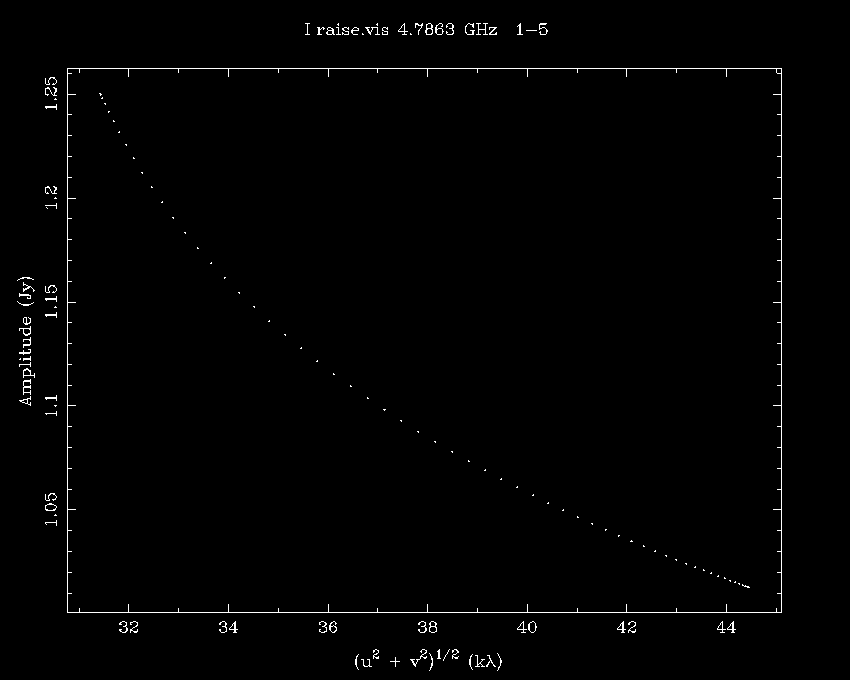 I raise.vis 4.7863 GHz 1−5
1.25
1.2
1.15
1.1
1.05
Amplitude (Jy)
32 34 36 38 40 42 44
(u² + v²)^1/2 (kλ)